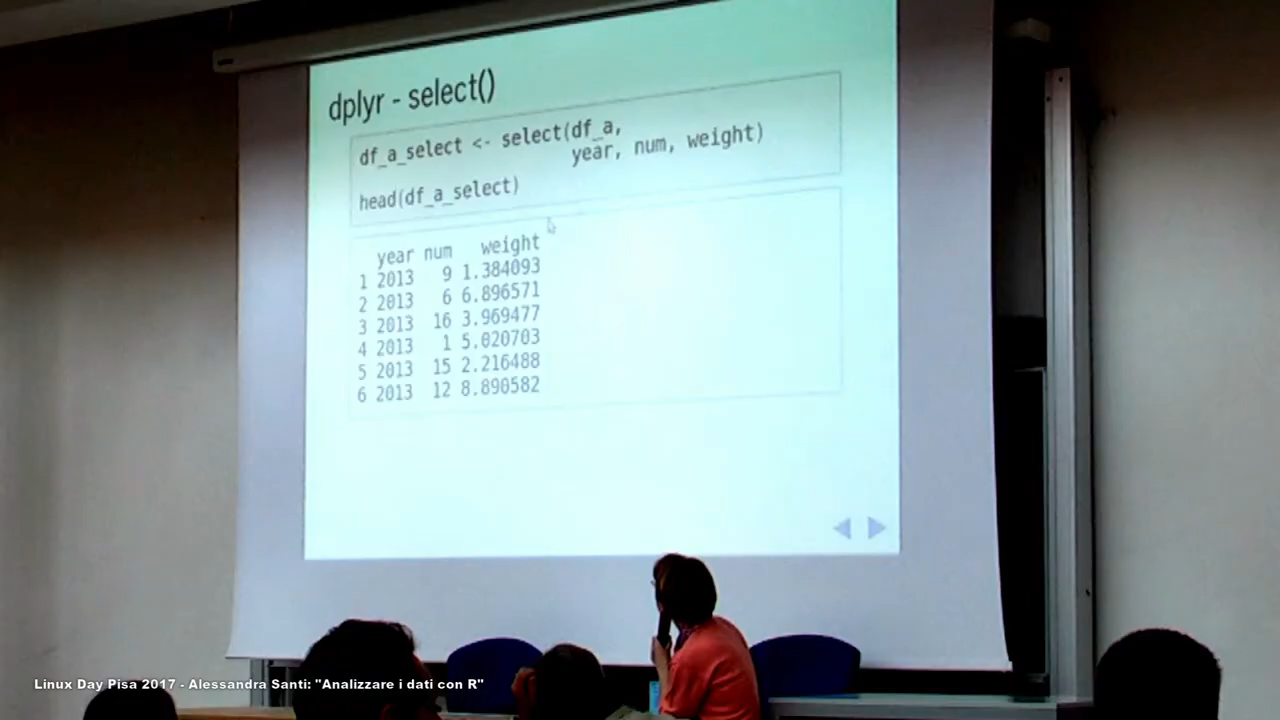 dplyr - select()
df_a_select <- select(df_a,
year, num, weight)
head(df_a_select)
year num weight
1 2013 9 1.384093
2 2013 6 6.896571
3 2013 16 3.969477
4 2013 1 5.020703
5 2013 15 2.216488
6 2013 12 8.890582
Linux Day Pisa 2017 - Alessandra Santi: "Analizzare i dati con R"